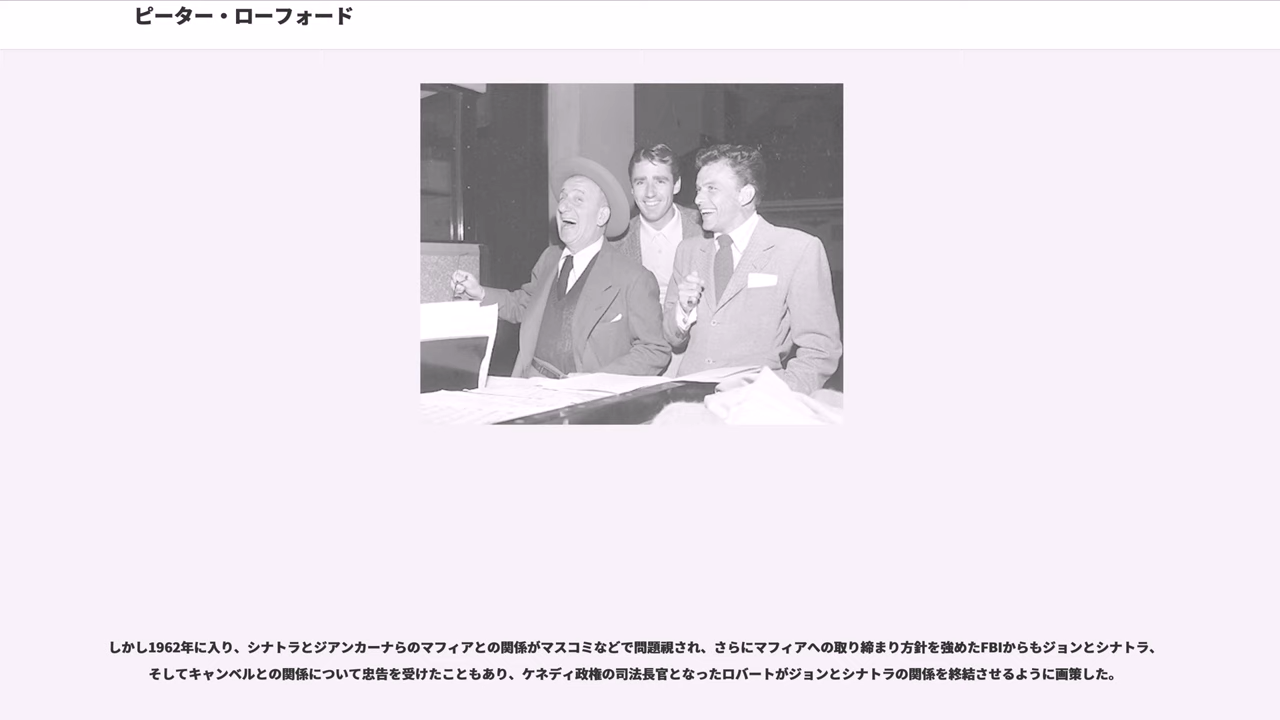 ピーター・ローフォード
しかし1962年に入り、シナトラとジアンカーナらのマフィアとの関係がマスコミなどで問題視され、さらにマフィアへの取り締まり方針を強めたFBIからもジョンとシナトラ、
そしてキャンベルとの関係について忠告を受けたこともあり、ケネディ政権の司法長官となったロバートがジョンとシナトラの関係を終結させるように画策した。